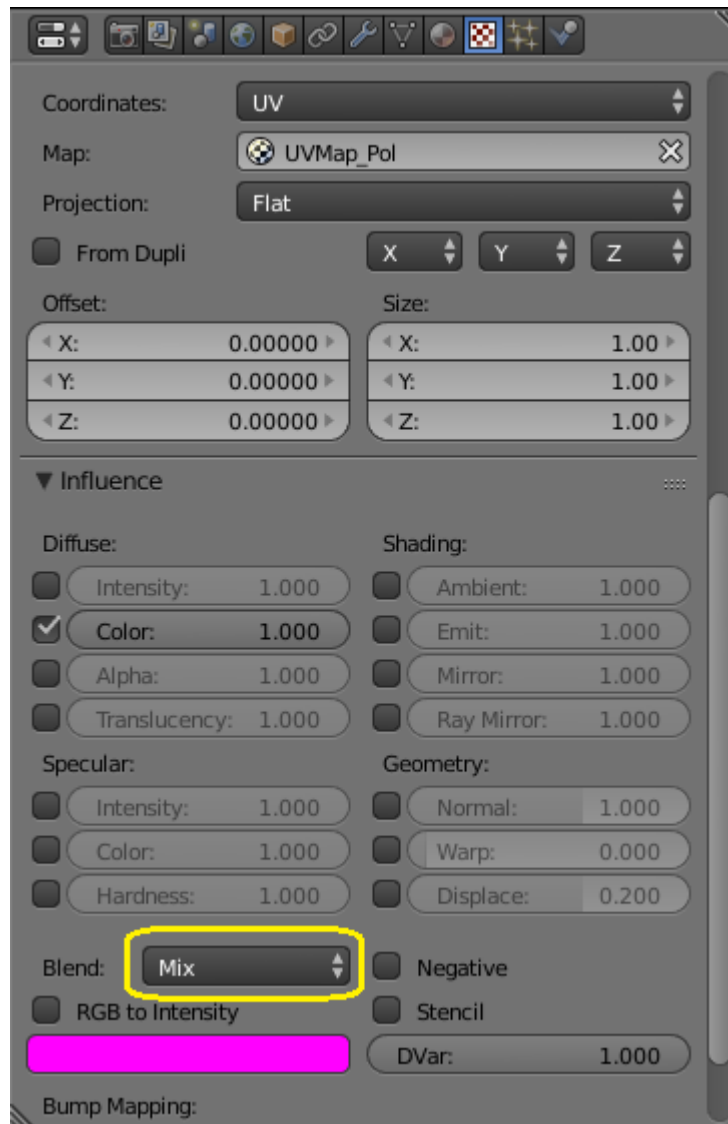 Coordinates: UV
Map: UVMap_Pol
Projection: Flat
From Dupli X Y Z
Offset: Size:
X: 0.00000 X: 1.00
Y: 0.00000 Y: 1.00
Z: 0.00000 Z: 1.00
Influence
Diffuse: Shading:
Intensity: 1.000 Ambient: 1.000
Color: 1.000 Emit: 1.000
Alpha: 1.000 Mirror: 1.000
Translucency: 1.000 Ray Mirror: 1.000
Specular: Geometry:
Intensity: 1.000 Normal: 1.000
Color: 1.000 Warp: 0.000
Hardness: 1.000 Displace: 0.200
Blend: Mix Negative
RGB to Intensity Stencil
DVar: 1.000
Bump Mapping: